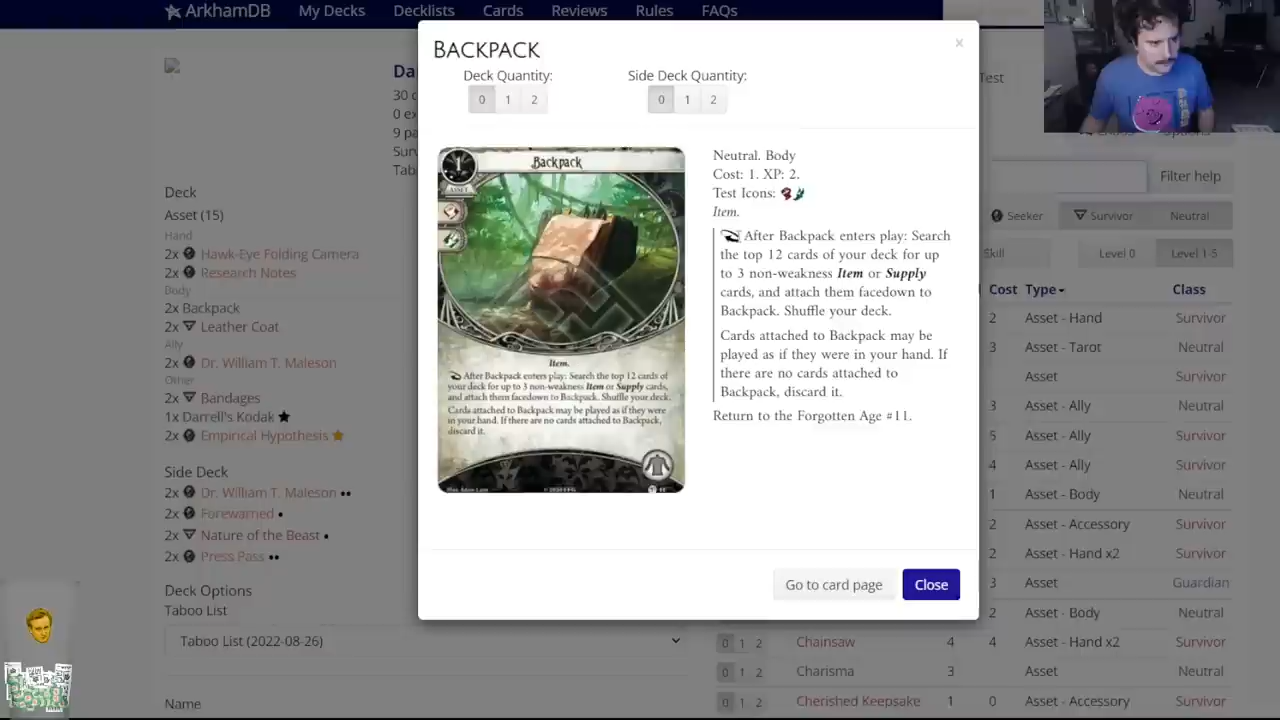 ArkhamDB My Decks Decklists Cards Reviews Rules FAQs
BACKPACK
×
Deck Quantity: Side Deck Quantity:
0 1 2 0 1 2
Da
30 c
0 ex
9 pa
Surv
Tab
Test
Options
Filter help
Seeker Survivor Neutral
Skill Level 0 Level 1-5
Deck
Asset (15)
Hand
2x Hawk-Eye Folding Camera
2x Research Notes
Body
2x Backpack
2x Leather Coat
Ally
2x Dr. William T. Maleson
Other
2x Bandages
1x Darrell's Kodak
2x Empirical Hypothesis
Side Deck
2x Dr. William T. Maleson
2x Forewarned
2x Nature of the Beast
2x Press Pass
Deck Options
Taboo List
Taboo List (2022-08-26)
Name
1
ASSET
Backpack
Item.
After Backpack enters play: Search the top 12 cards of
your deck for up to 3 non-weakness Item or Supply cards,
and attach them facedown to Backpack. Shuffle your deck.
Cards attached to Backpack may be played as if they were
in your hand. If there are no cards attached to Backpack,
discard it.
Neutral. Body
Cost: 1. XP: 2.
Test Icons:
Item.
After Backpack enters play: Search
the top 12 cards of your deck for up
to 3 non-weakness Item or Supply
cards, and attach them facedown to
Backpack. Shuffle your deck.
Cards attached to Backpack may be
played as if they were in your hand. If
there are no cards attached to
Backpack, discard it.
Return to the Forgotten Age #11.
Go to card page Close
Cost Type Class
2 Asset - Hand Survivor
3 Asset - Tarot Neutral
Asset Survivor
3 Asset - Ally Neutral
5 Asset - Ally Survivor
4 Asset - Ally Survivor
1 Asset - Body Neutral
2 Asset - Accessory Survivor
2 Asset - Hand x2 Survivor
3 Asset Guardian
2 Asset - Body Neutral
0 1 2 Chainsaw 4 4 Asset - Hand x2 Survivor
0 1 2 Charisma 3 Asset Neutral
0 1 2 Cherished Keepsake 1 0 Asset - Accessory Survivor